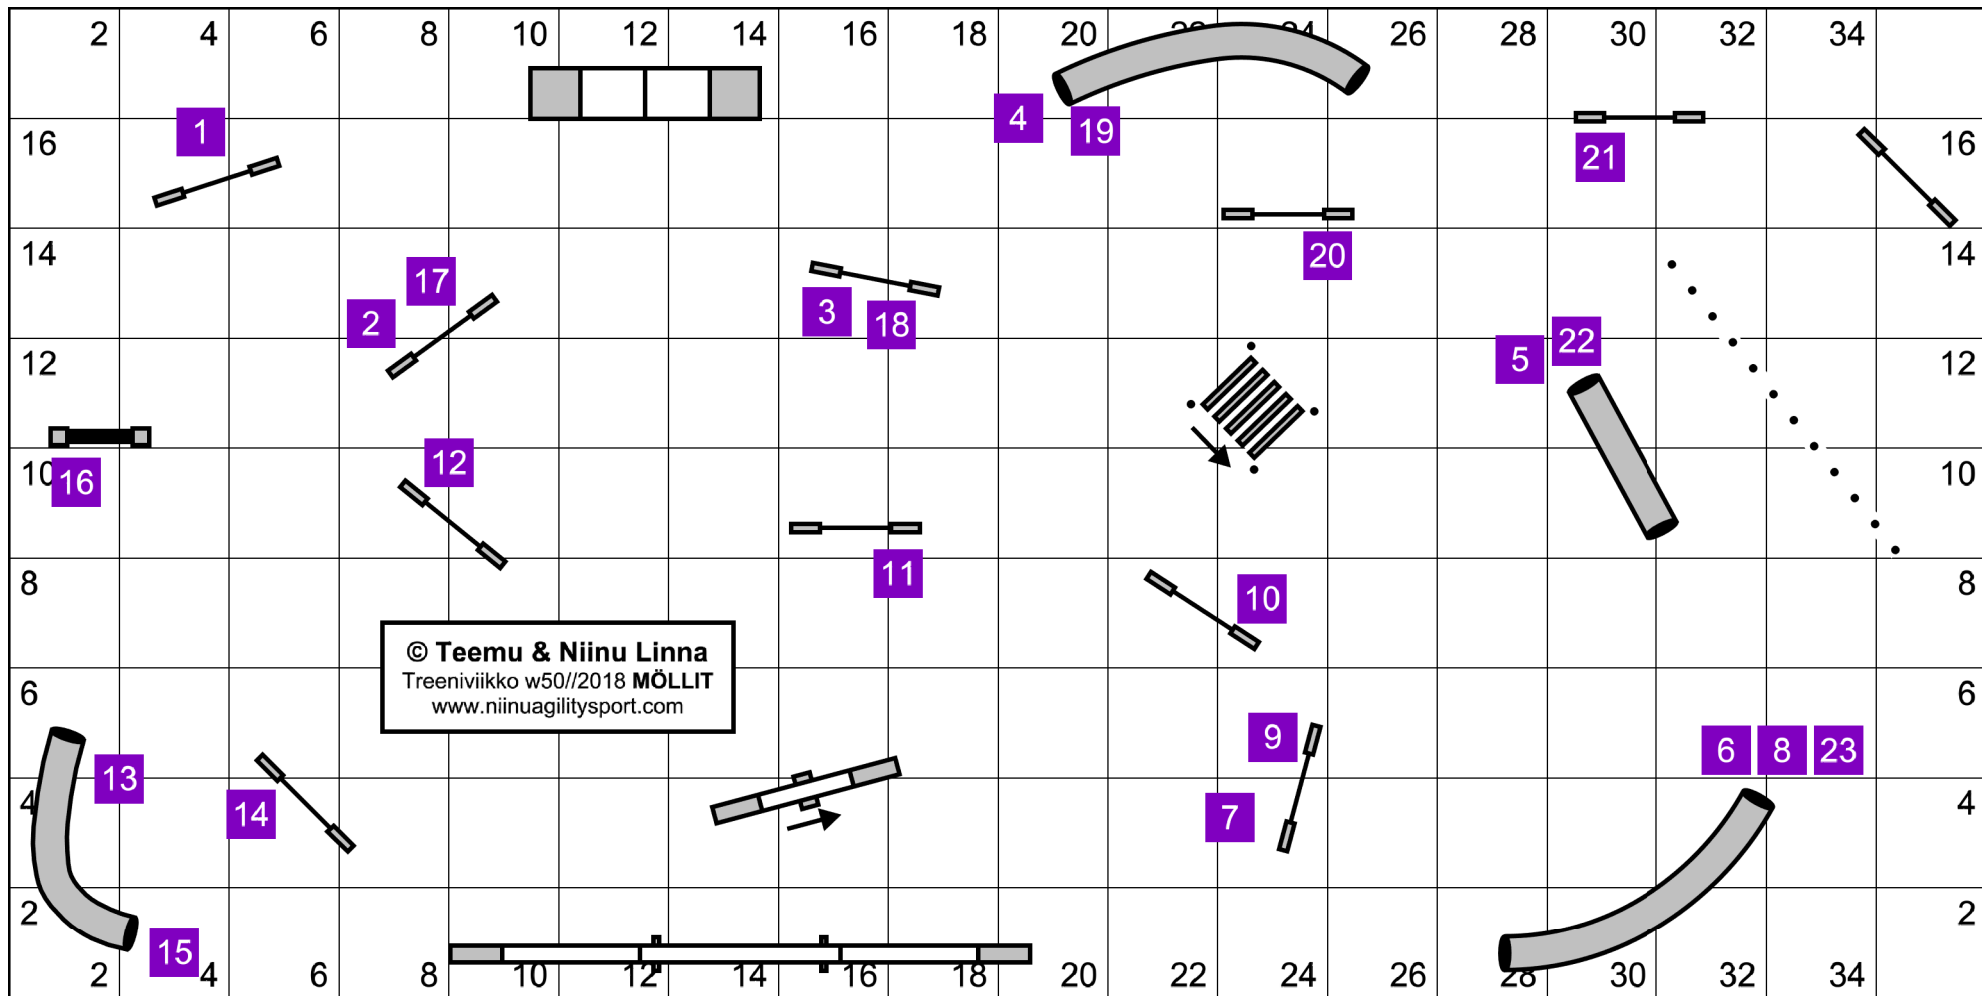 2 4 6 8 10 12 14 16 18 20 22 24 26 28 30 32 34
1
4 19
16 21 16
14 17 20 14
2 3 18
12 5 22 12
10 16 12 10
8 11 10 8
© Teemu & Niinu Linna
Treeniviikko w50//2018 MÖLLIT
www.niinuagilitysport.com
6 6
13 9 6 8 23
4 14 7 4
2 2
15
2 4 6 8 10 12 14 16 18 20 22 24 26 28 30 32 34